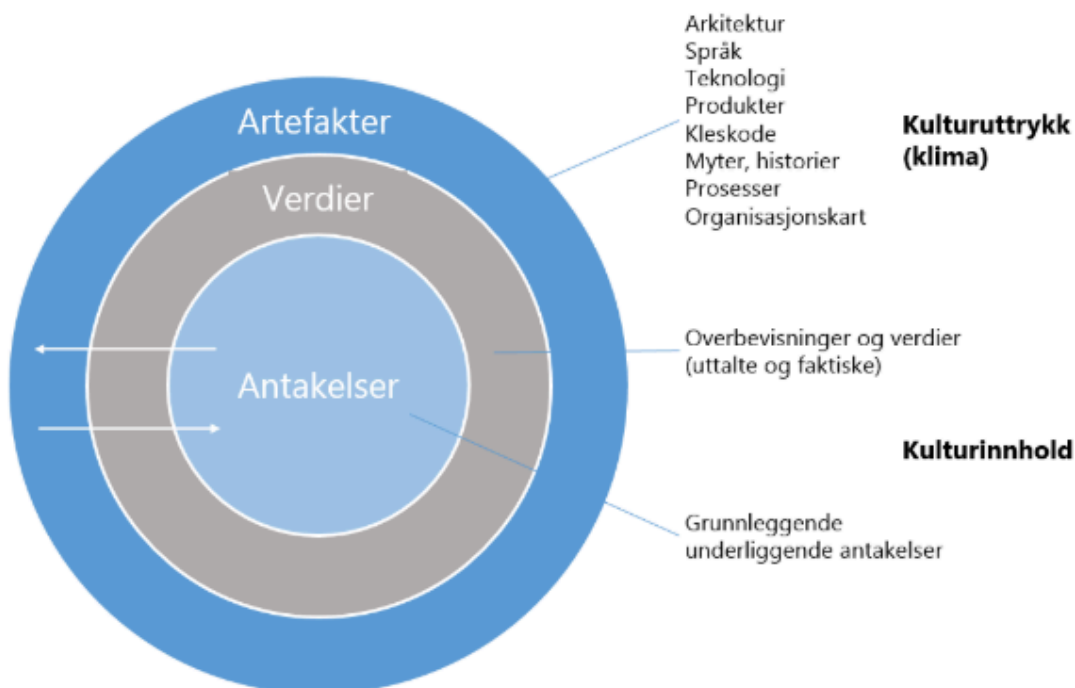 Artefakter
Verdier
Antakelser
Arkitektur
Språk
Teknologi
Produkter
Kleskode
Myter, historier
Prosesser
Organisasjonskart
Kulturuttrykk
(klima)
Overbevisninger og verdier
(uttalte og faktiske)
Kulturinnhold
Grunnleggende
underliggende antakelser